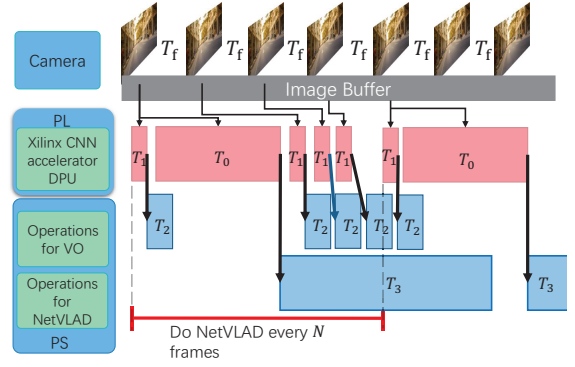 Camera
T_f T_f T_f T_f T_f T_f
Image Buffer
PL
Xilinx CNN
accelerator
DPU
T_1 T_0 T_1 T_1 T_1 T_1 T_0
T_2 T_2 T_2 T_2 T_2
Operations
for VO
T_3 T_3
Operations
for
NetVLAD
PS
Do NetVLAD every N
frames